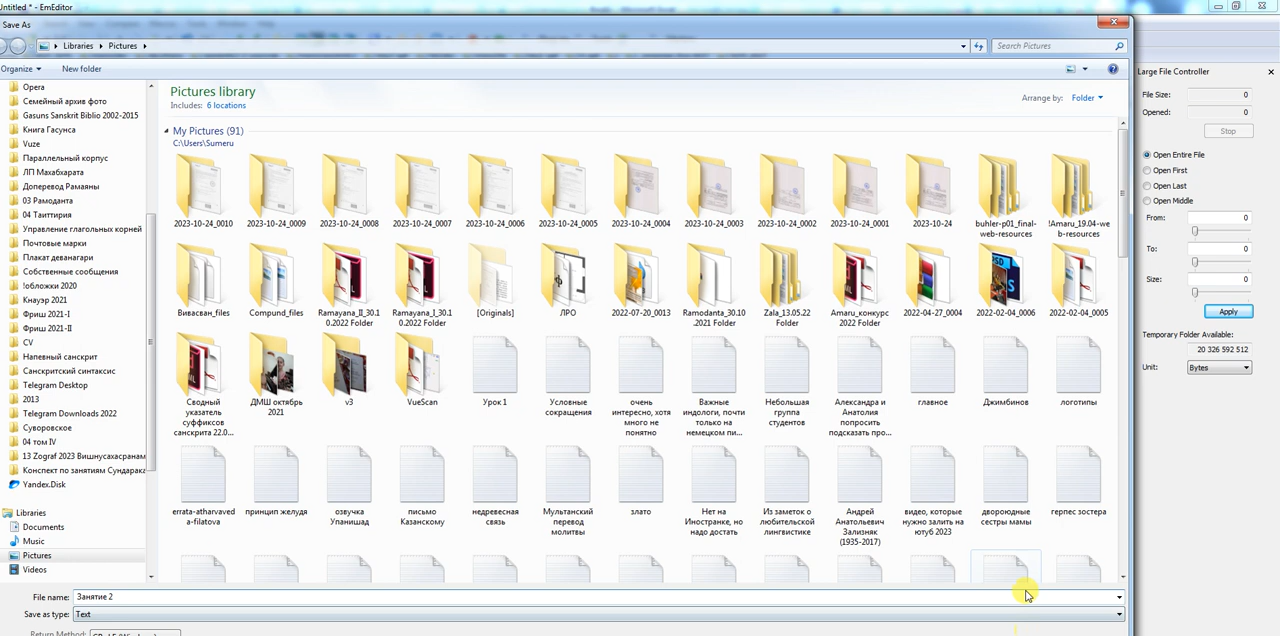 Untitled * - EmEditor
Save As
Libraries
Pictures
Search Pictures
Organize
New folder
Opera
Семейный архив фото
Gasuns Sanskrit Biblio 2002-2015
Книга Гасунса
Vuze
Параллельный корпус
ЛП Махабхарата
Доперевод Рамаяны
03 Рамодана
04 Таиттирия
Управление глагольных корней
Почтовые марки
Плакат деванагари
Собственные сообщения
!обложки 2020
Кнауэр 2021
Фриш 2021-I
Фриш 2021-II
CV
Напевный санскрит
Санскритский синтаксис
Telegram Desktop
2013
Telegram Downloads 2022
Суворовское
04 том IV
13 Zograf 2023 Вишнусахасранам
Конспект по занятиям Сундарака
Yandex.Disk
Libraries
Documents
Music
Pictures
Videos
Pictures library
Includes: 6 locations
Arrange by: Folder
My Pictures (91)
C:\Users\Sumeru
2023-10-24_0010
2023-10-24_0009
2023-10-24_0008
2023-10-24_0007
2023-10-24_0006
2023-10-24_0005
2023-10-24_0004
2023-10-24_0003
2023-10-24_0002
2023-10-24_0001
2023-10-24
buhler-p01_final-
web-resources
!Amaru_19.04-we
b-resources
Вивасван_files
Compund_files
Ramayana_II_30.1
0.2022 Folder
Ramayana_I_30.10
.2022 Folder
[Originals]
ЛРО
2022-07-20_0013
Ramodanta_30.10
.2021 Folder
Zala_13.05.22
Folder
Amaru_конкурс
2022 Folder
2022-04-27_0004
2022-02-04_0006
2022-02-04_0005
Сводный
указатель
суффиксов
санскрита 22.0...
ДМШ октябрь
2021
v3
VueScan
Урок 1
Условные
сокращения
очень
интересно, хотя
много не
понятно
Важные
индологи, почти
только на
немецком пи...
Небольшая
группа
студентов
Александра и
Анатолия
попросить
подсказать про...
главное
Джимбинов
логотипы
errata-atharvaved
a-filatova
принцип желудя
озвучка
Упанишад
письмо
Казанскому
недревесная
связь
Мультанский
перевод
молитвы
злато
Нет на
Иностранке, но
надо достать
Из заметок о
любительской
лингвистике
Андрей
Анатольевич
Зализняк
(1935-2017)
видео, которые
нужно залить на
ютуб 2023
двоюродные
сестры мамы
герпес зостера
File name: Занятие 2
Save as type: Text
Large File Controller
File Size: 0
Opened: 0
Stop
Open Entire File
Open First
Open Last
Open Middle
From: 0
To: 0
Size: 0
Apply
Temporary Folder Available:
20 326 592 512
Unit: Bytes